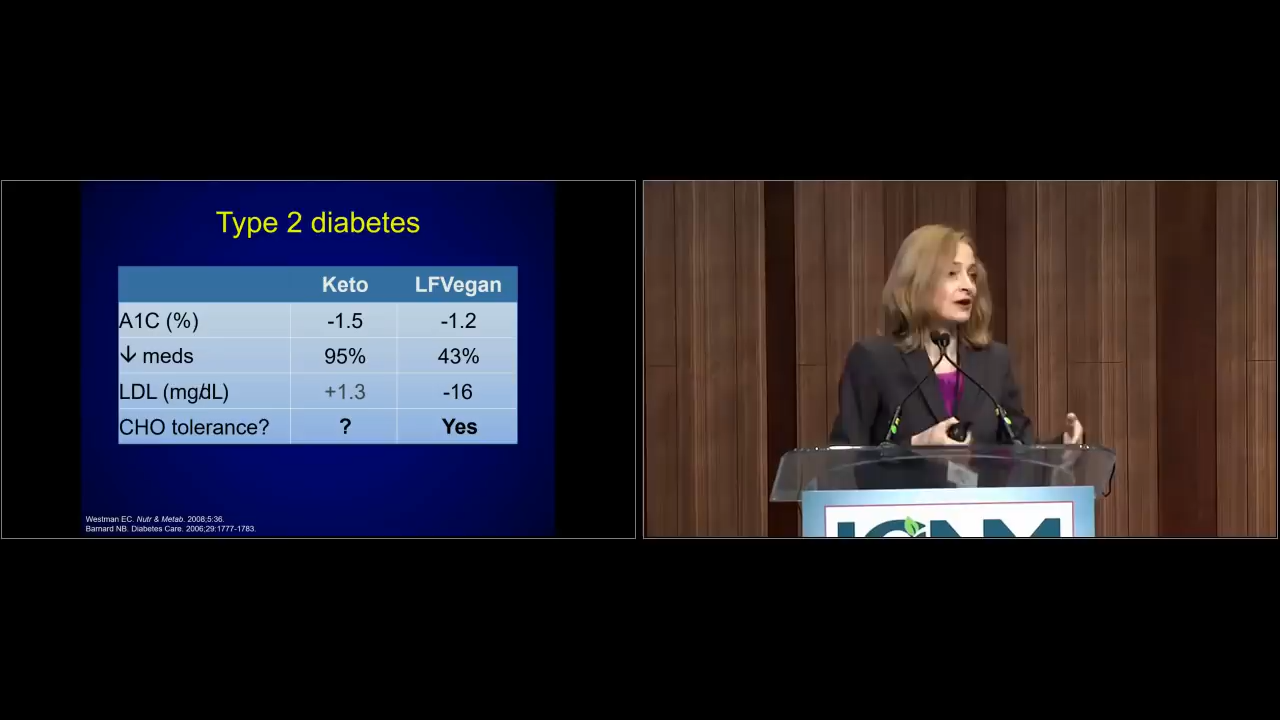 Type 2 diabetes
Keto LFVegan
A1C (%) -1.5 -1.2
↓ meds 95% 43%
LDL (mg/dL) +1.3 -16
CHO tolerance? ? Yes
Westman EC. Nutr & Metab. 2008;5:36.
Barnard NB. Diabetes Care. 2006;29:1777-1783.
ICNM